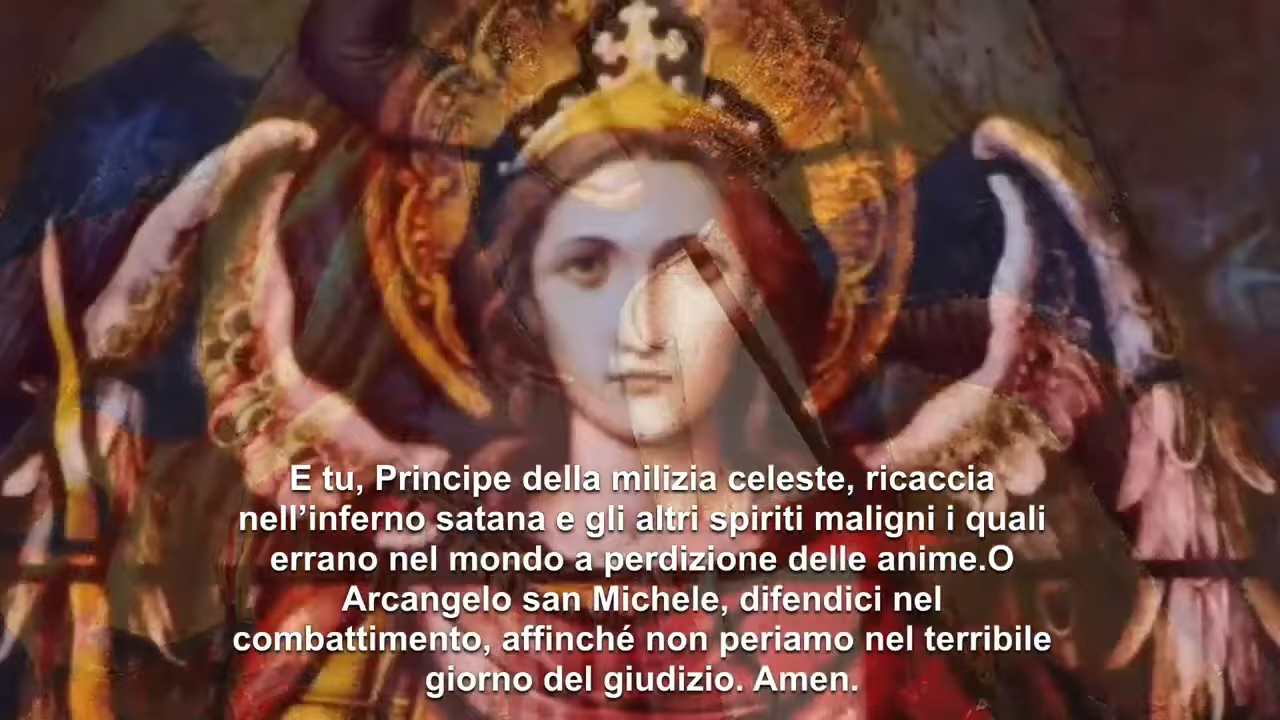 E tu, Principe della milizia celeste, ricaccia
nell’inferno satana e gli altri spiriti maligni i quali
errano nel mondo a perdizione delle anime.O
Arcangelo san Michele, difendici nel
combattimento, affinché non periamo nel terribile
giorno del giudizio. Amen.